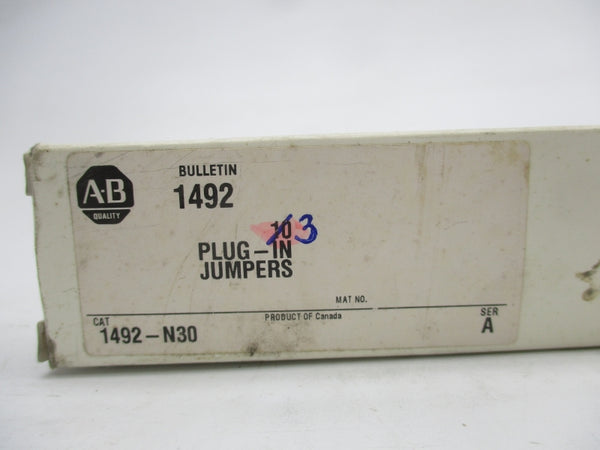 A-B
QUALITY
BULLETIN
1492
10 3
PLUG-IN
JUMPERS
MAT NO.
PRODUCT OF Canada
CAT
1492-N30
SER
A